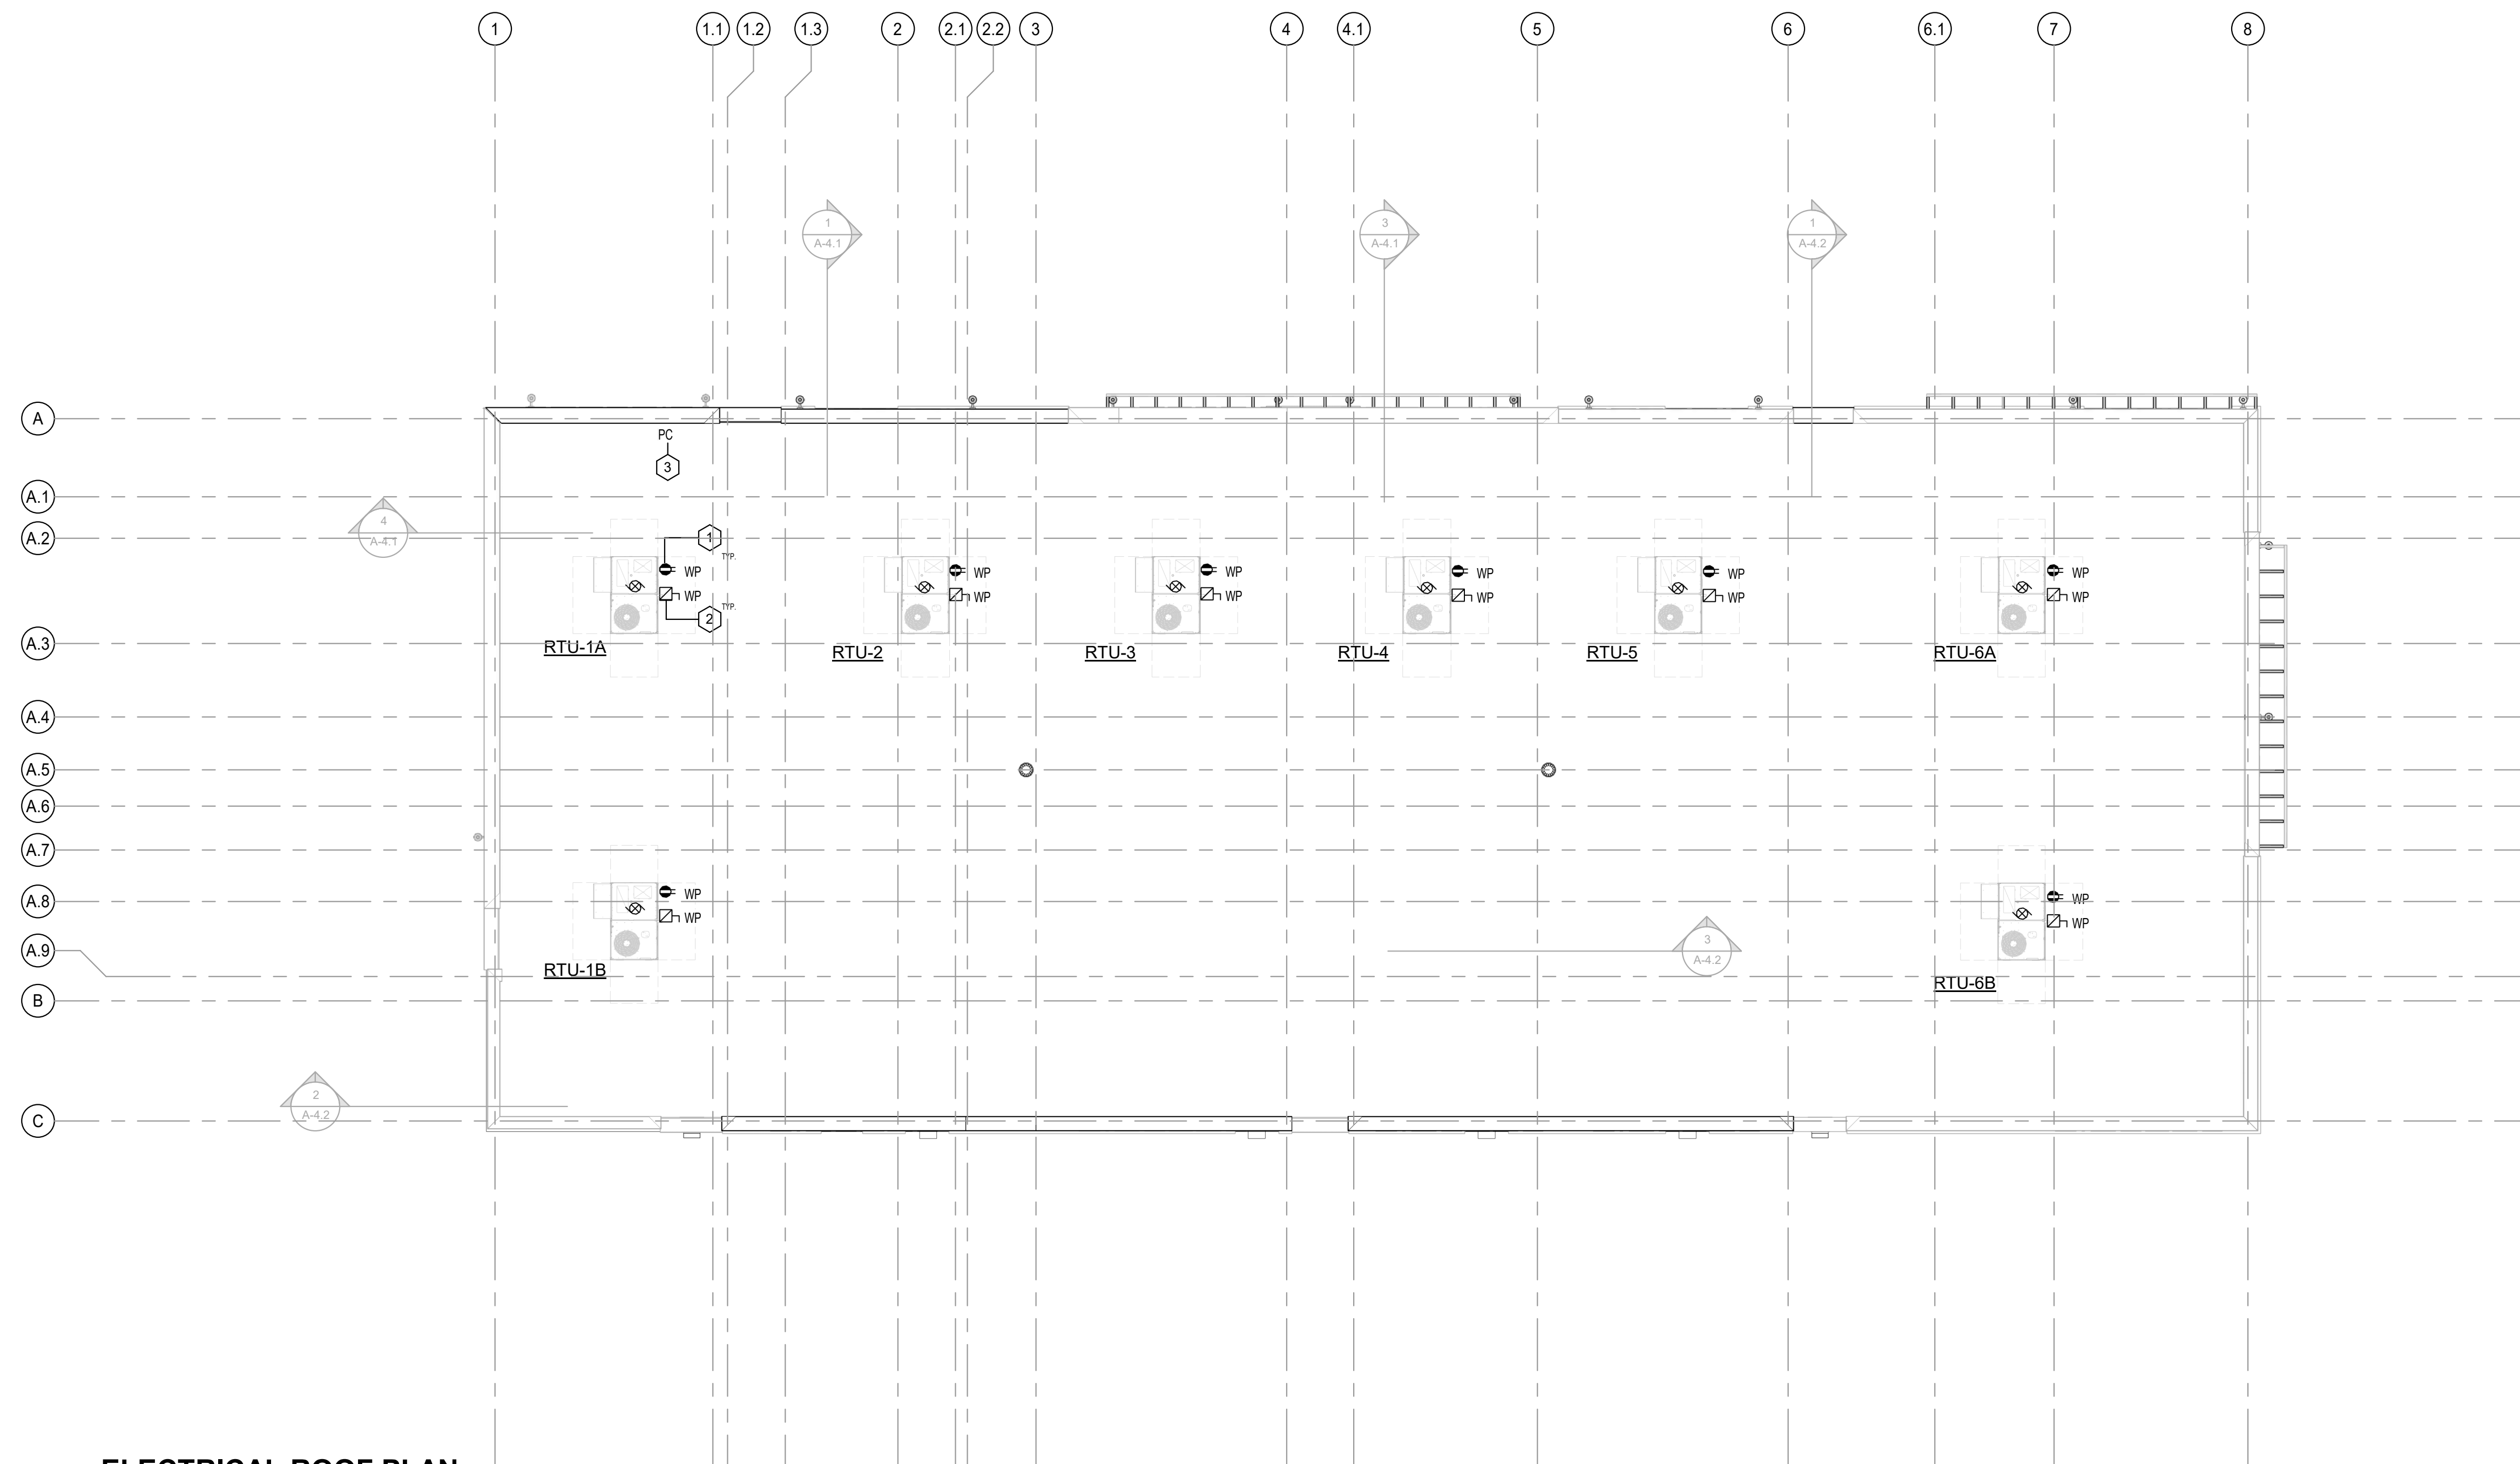 1 1.1 1.2 1.3 2 2.1 2.2 3 4 4.1 5 6 6.1 7 8
1 3 1
A-4.1 A-4.1 A-4.2
A
PC
3
A.1
4
A-4.1
A.2
1
TYP.
WP WP WP WP WP WP
WP WP WP WP WP WP
TYP.
2
A.3
RTU-1A RTU-2 RTU-3 RTU-4 RTU-5 RTU-6A
A.4
A.5
A.6
A.7
A.8
WP WP
WP WP
A.9
3
A-4.2
RTU-1B RTU-6B
B
2
A-4.2
C
ELECTRICAL ROOF PLAN